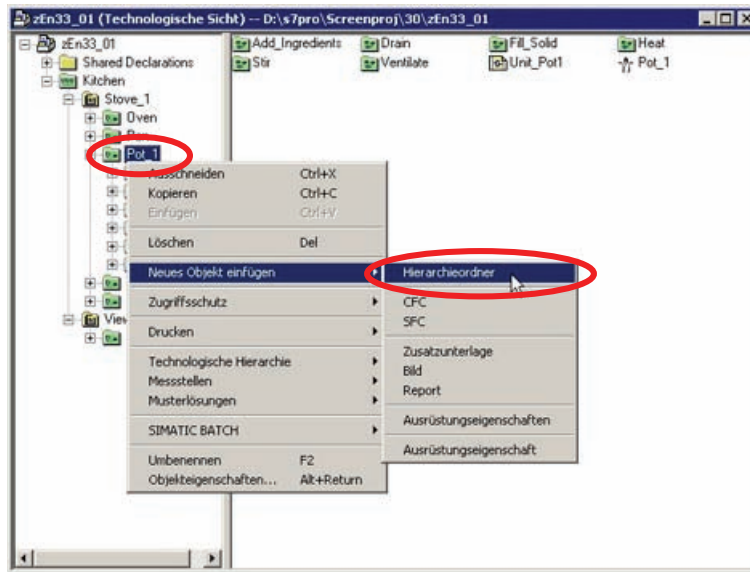 zEn33_01 (Technologische Sicht) -- D:\s7pro\Screenproj\30\zEn33_01
zEn33_01
Shared Declarations
Kitchen
Stove_1
Oven
Pot_1
Add_Ingredients
Drain
Fill_Solid
Heat
Stir
Ventilate
Unit_Pot1
Pot_1
Ausschneiden Ctrl+X
Kopieren Ctrl+C
Einfügen Ctrl+V
Löschen Del
Neues Objekt einfügen
Zugriffsschutz
Drucken
Technologische Hierarchie
Messstellen
Musterlösungen
SIMATIC BATCH
Umbenennen F2
Objekteigenschaften... Alt+Return
Hierarchieordner
CFC
SFC
Zusatzunterlage
Bild
Report
Ausrüstungseigenschaften
Ausrüstungseigenschaft